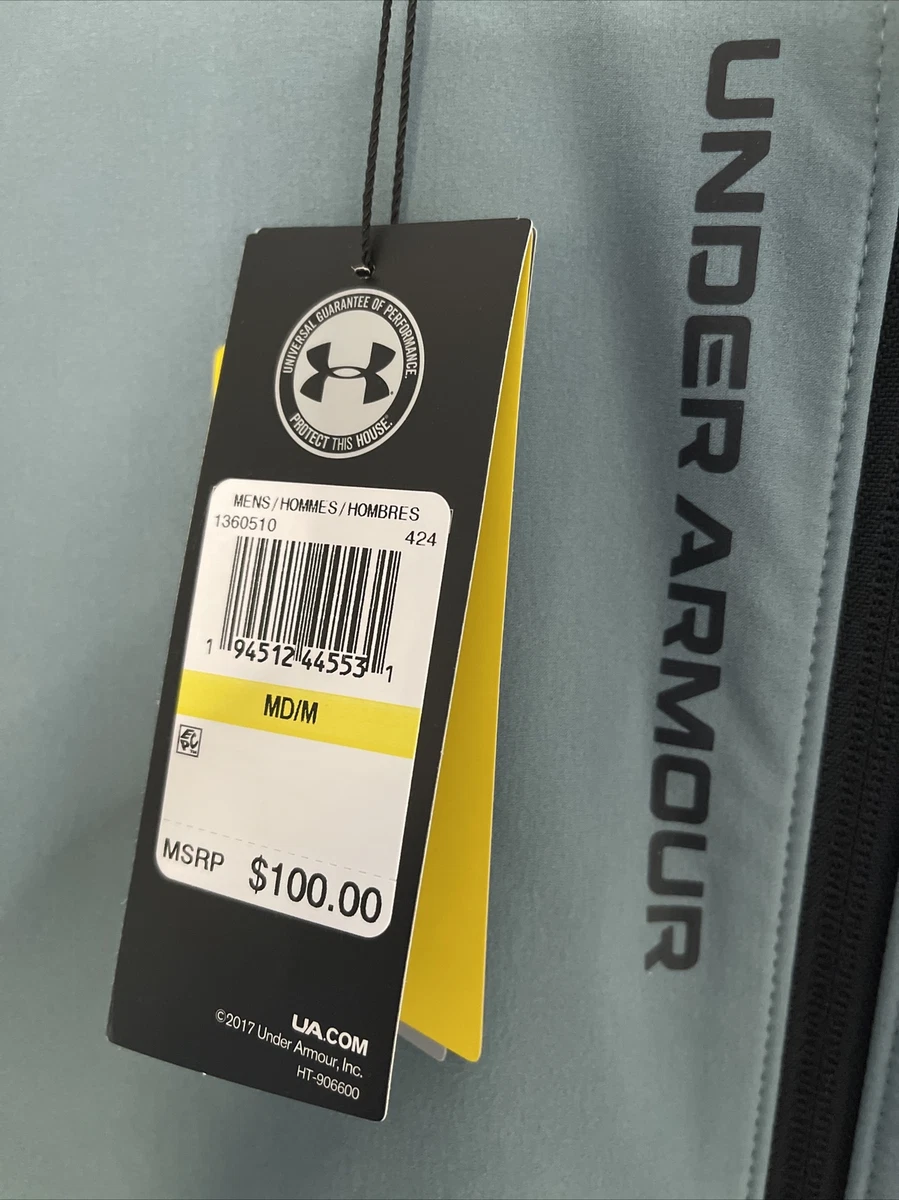 UNIVERSAL GUARANTEE OF PERFORMANCE.
PROTECT THIS HOUSE.®
MENS/HOMMES/HOMBRES
1360510
424
1 94512 44553 1
MD/M
EPC™
MSRP $100.00
UA.COM
©2017 Under Armour, Inc.
HT-906600
UNDER ARMOUR